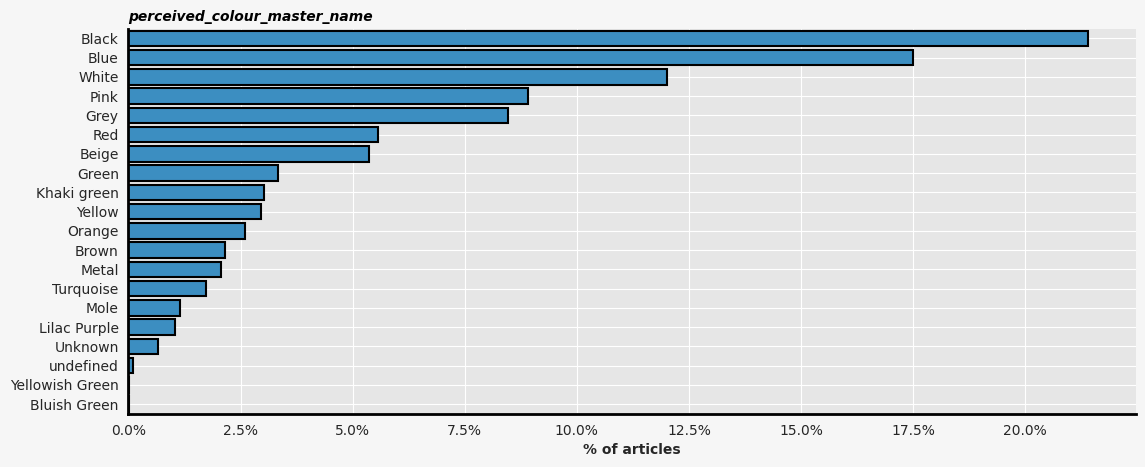 perceived_colour_master_name
Black
Blue
White
Pink
Grey
Red
Beige
Green
Khaki green
Yellow
Orange
Brown
Metal
Turquoise
Mole
Lilac Purple
Unknown
undefined
Yellowish Green
Bluish Green
0.0% 2.5% 5.0% 7.5% 10.0% 12.5% 15.0% 17.5% 20.0%
% of articles